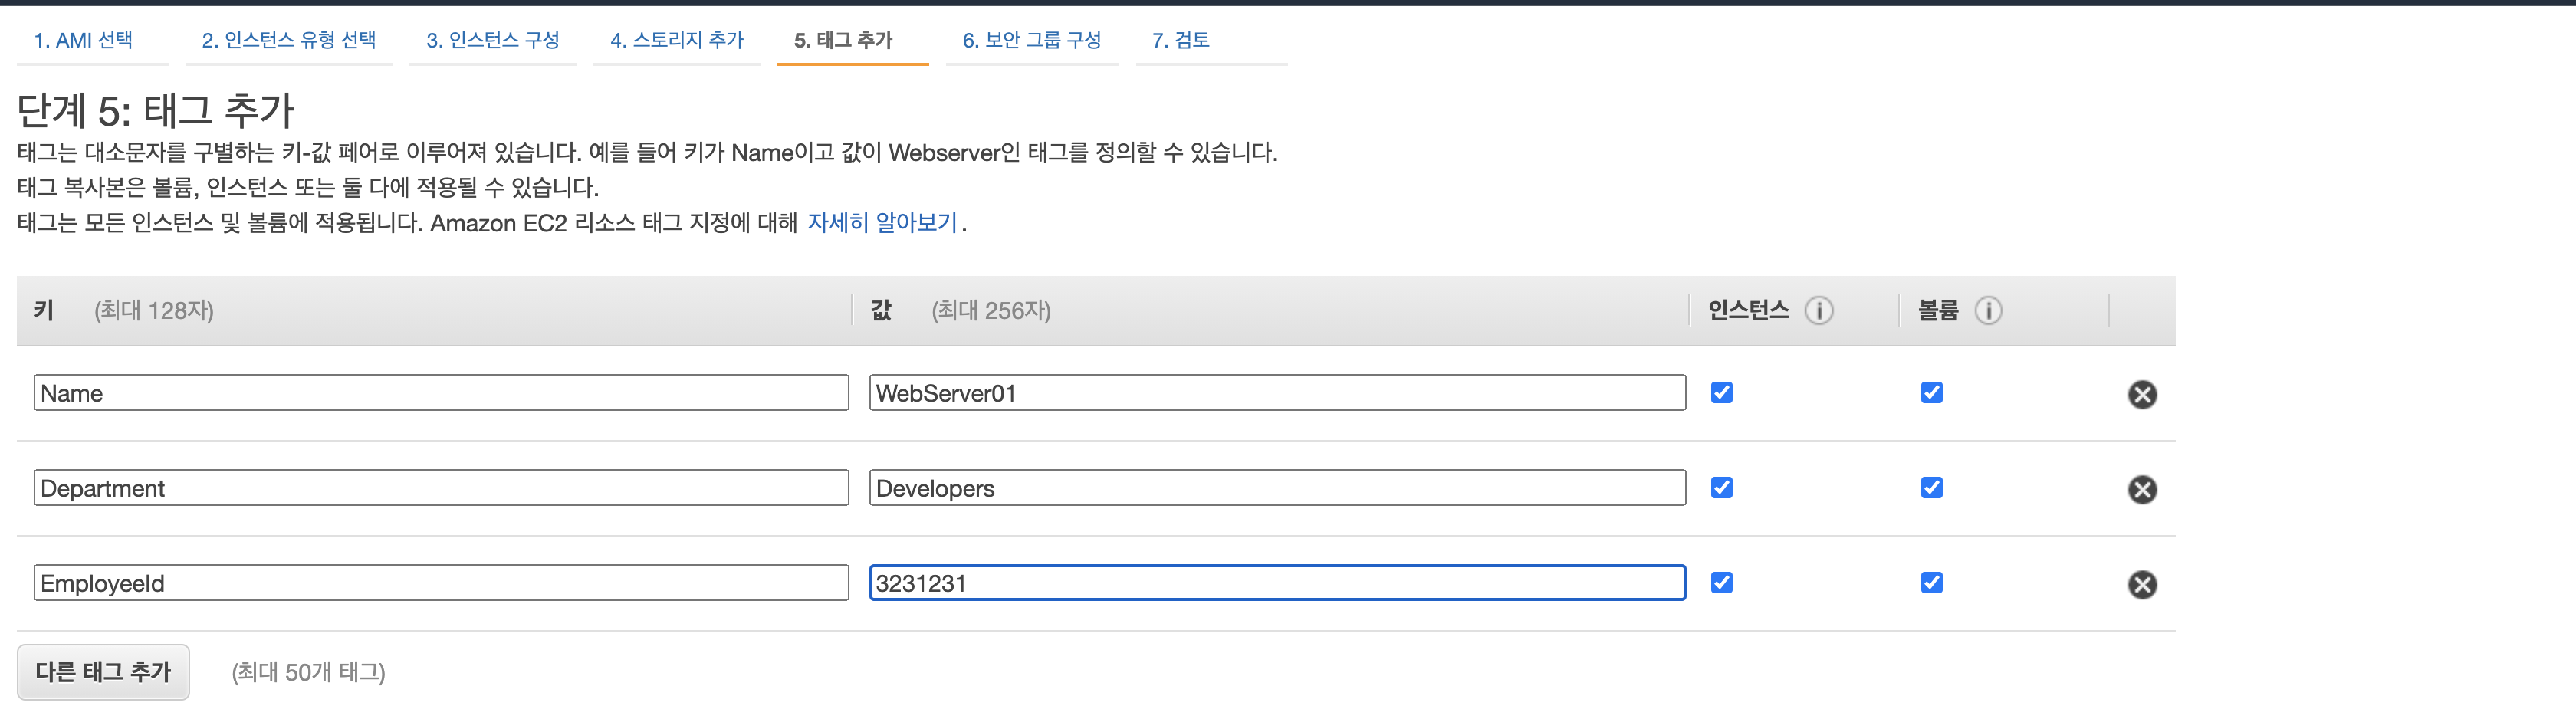 1. AMI 선택 2. 인스턴스 유형 선택 3. 인스턴스 구성 4. 스토리지 추가 5. 태그 추가 6. 보안 그룹 구성 7. 검토
단계 5: 태그 추가
태그는 대소문자를 구별하는 키-값 페어로 이루어져 있습니다. 예를 들어 키가 Name이고 값이 Webserver인 태그를 정의할 수 있습니다.
태그 복사본은 볼륨, 인스턴스 또는 둘 다에 적용될 수 있습니다.
태그는 모든 인스턴스 및 볼륨에 적용됩니다. Amazon EC2 리소스 태그 지정에 대해 자세히 알아보기.
키 (최대 128자) 값 (최대 256자) 인스턴스 볼륨
Name WebServer01
Department Developers
EmployeeId 3231231
다른 태그 추가 (최대 50개 태그)